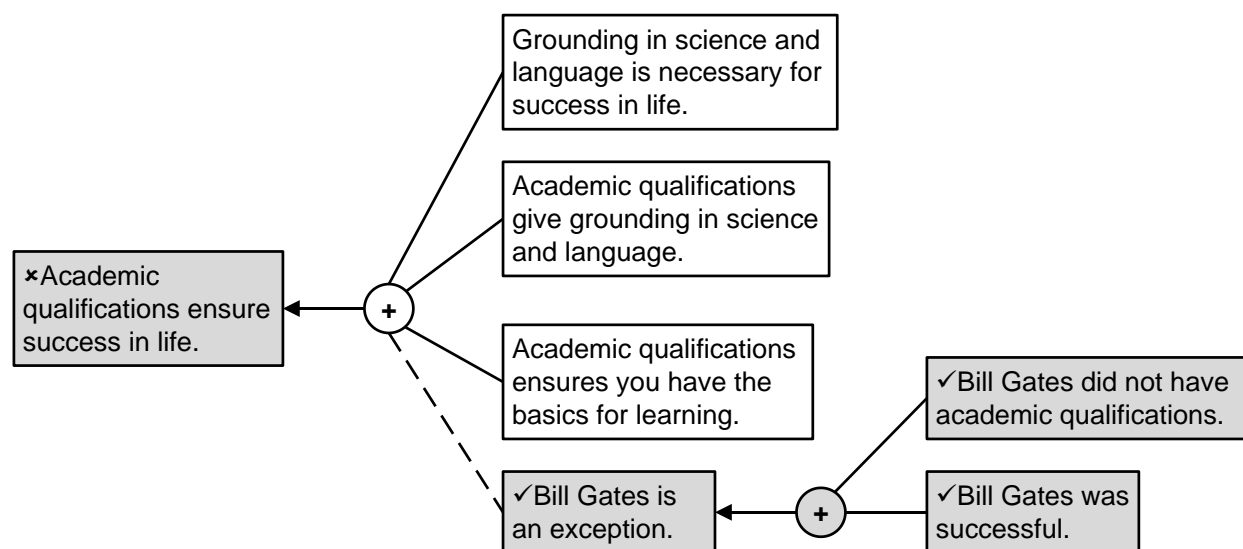 Grounding in science and
language is necessary for
success in life.
Academic qualifications
give grounding in science
and language.
×Academic
qualifications ensure
success in life.
+
Academic qualifications
ensures you have the
basics for learning.
✓Bill Gates did not have
academic qualifications.
✓Bill Gates is
an exception.
+
✓Bill Gates was
successful.